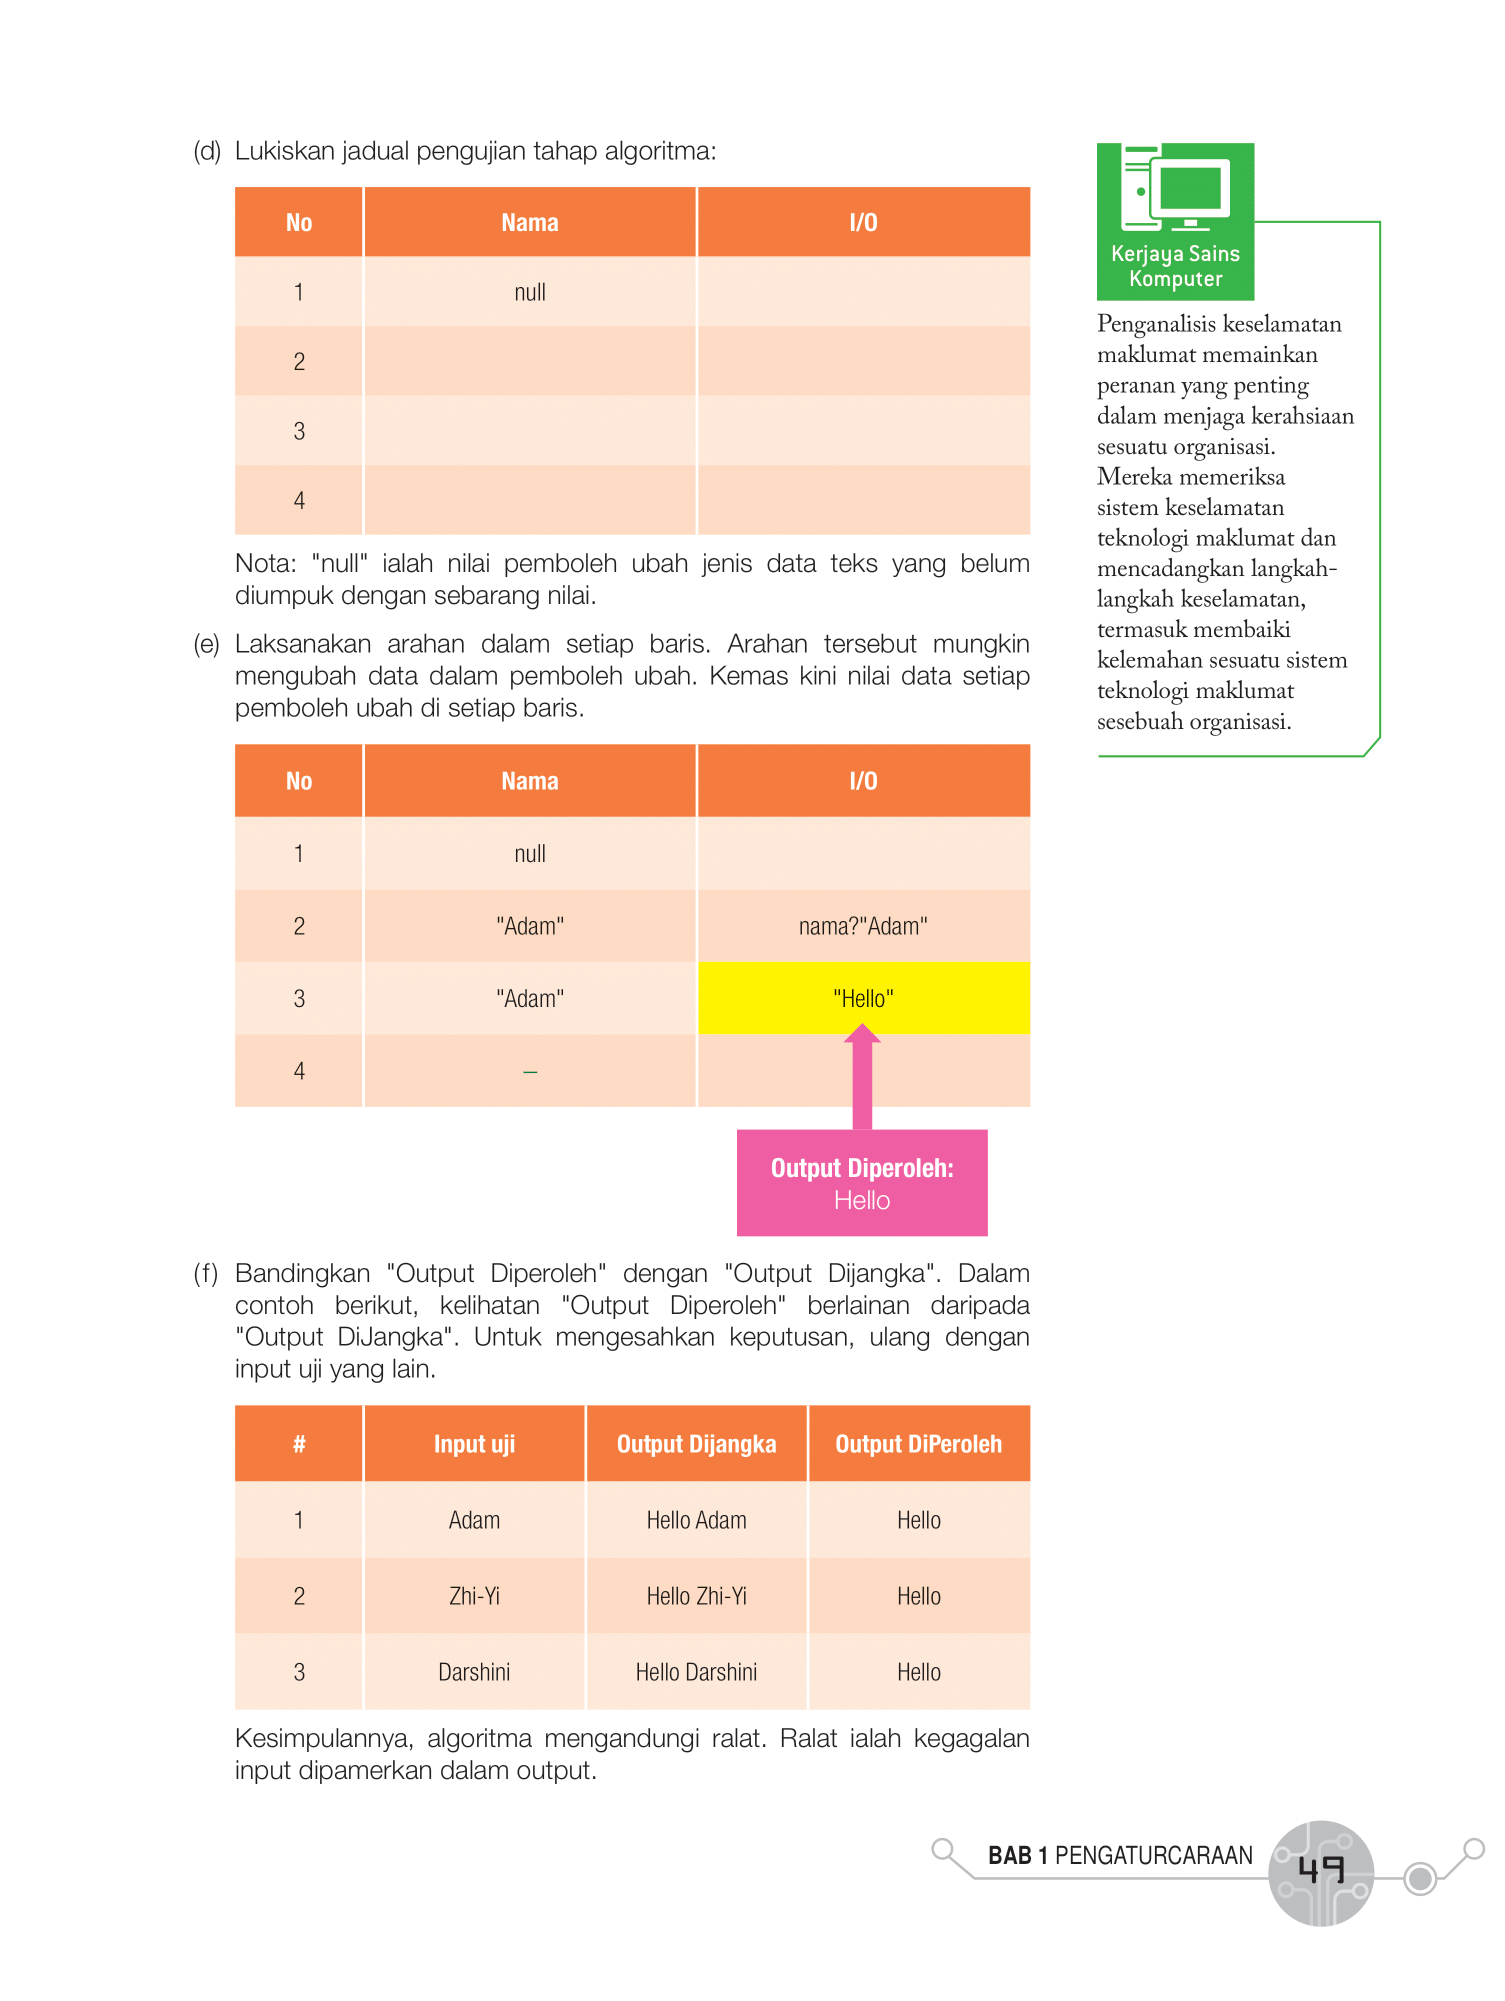 (d) Lukiskan jadual pengujian tahap algoritma:
No Nama I/O
1 null
2
3
4
Nota: "null" ialah nilai pemboleh ubah jenis data teks yang belum
diumpuk dengan sebarang nilai.
(e) Laksanakan arahan dalam setiap baris. Arahan tersebut mungkin
mengubah data dalam pemboleh ubah. Kemas kini nilai data setiap
pemboleh ubah di setiap baris.
No Nama I/O
1 null
2 "Adam" nama?"Adam"
3 "Adam" "Hello"
4 –
Output Diperoleh:
Hello
(f) Bandingkan "Output Diperoleh" dengan "Output Dijangka". Dalam
contoh berikut, kelihatan "Output Diperoleh" berlainan daripada
"Output DiJangka". Untuk mengesahkan keputusan, ulang dengan
input uji yang lain.
# Input uji Output Dijangka Output DiPeroleh
1 Adam Hello Adam Hello
2 Zhi-Yi Hello Zhi-Yi Hello
3 Darshini Hello Darshini Hello
Kesimpulannya, algoritma mengandungi ralat. Ralat ialah kegagalan
input dipamerkan dalam output.
Kerjaya Sains
Komputer
Penganalisis keselamatan
maklumat memainkan
peranan yang penting
dalam menjaga kerahsiaan
sesuatu organisasi.
Mereka memeriksa
sistem keselamatan
teknologi maklumat dan
mencadangkan langkah-
langkah keselamatan,
termasuk membaiki
kelemahan sesuatu sistem
teknologi maklumat
sesebuah organisasi.
BAB 1 PENGATURCARAAN 49